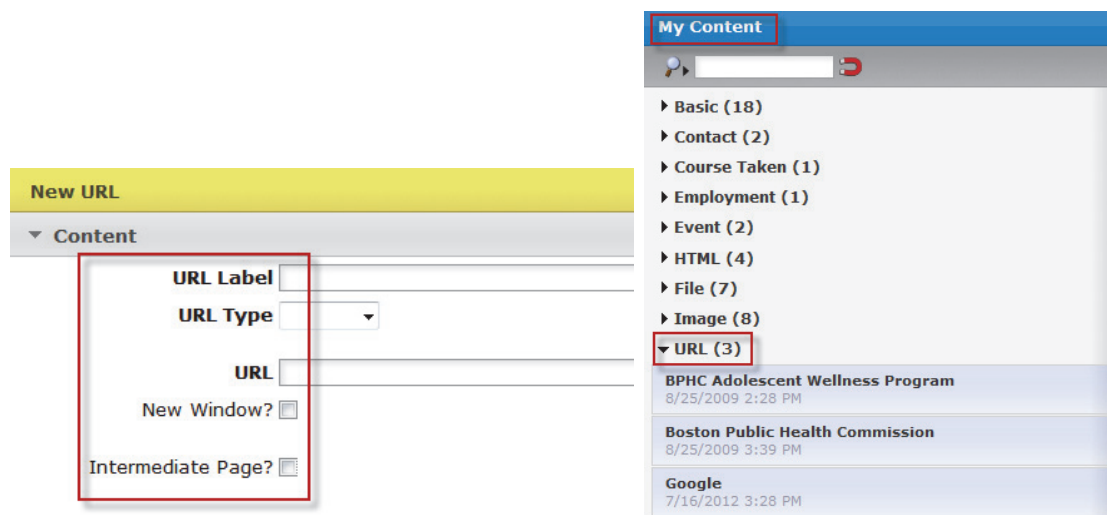 New URL
Content
URL Label
URL Type
URL
New Window?
Intermediate Page?
My Content
Basic (18)
Contact (2)
Course Taken (1)
Employment (1)
Event (2)
HTML (4)
File (7)
Image (8)
URL (3)
BPHC Adolescent Wellness Program
8/25/2009 2:28 PM
Boston Public Health Commission
8/25/2009 3:39 PM
Google
7/16/2012 3:28 PM